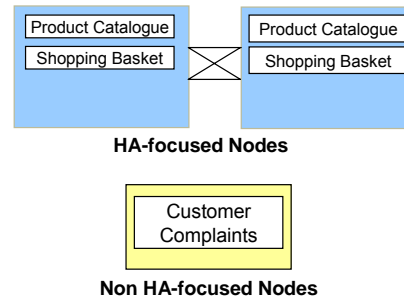 Product Catalogue
Shopping Basket
Product Catalogue
Shopping Basket
HA-focused Nodes
Customer
Complaints
Non HA-focused Nodes